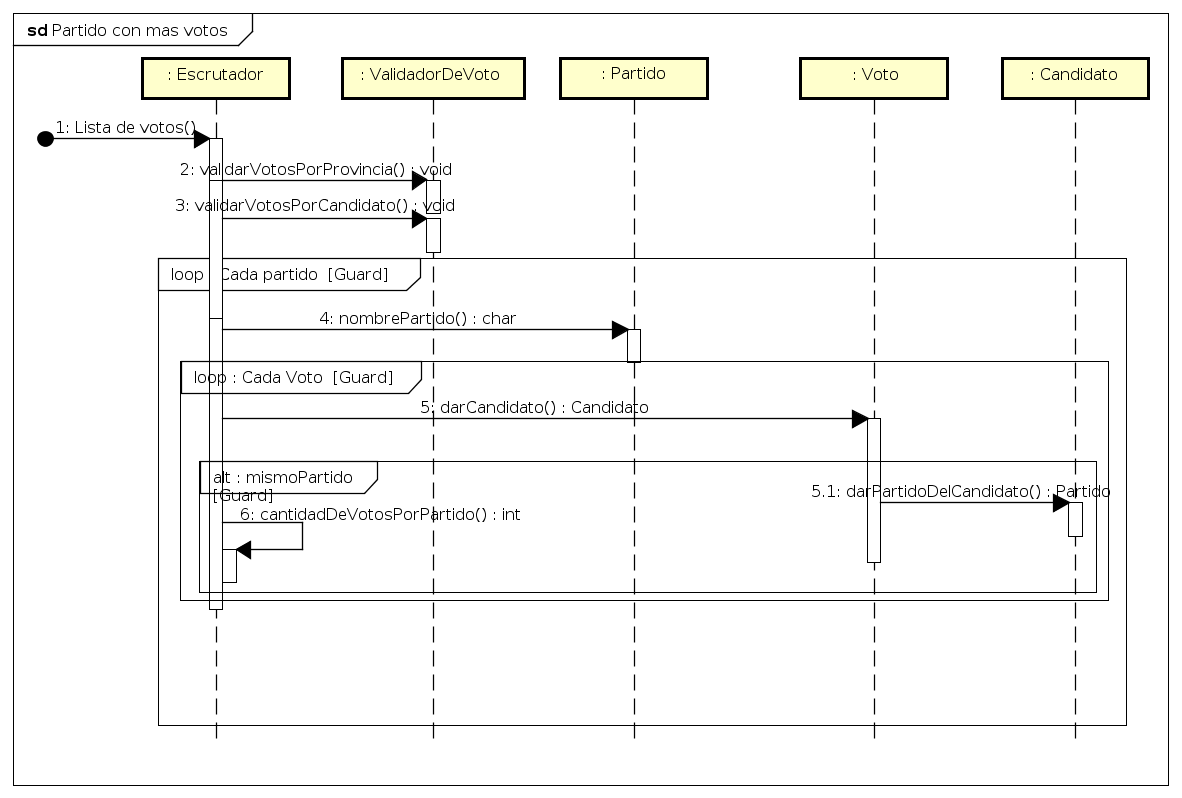 sd Partido con mas votos
: Escrutador
: ValidadorDeVoto
: Partido
: Voto
: Candidato
1: Lista de votos()
2: validarVotosPorProvincia() : void
3: validarVotosPorCandidato() : void
loop : Cada partido [Guard]
4: nombrePartido() : char
loop : Cada Voto [Guard]
5: darCandidato() : Candidato
alt : mismoPartido
[Guard]
5.1: darPartidoDelCandidato() : Partido
6: cantidadDeVotosPorPartido() : int